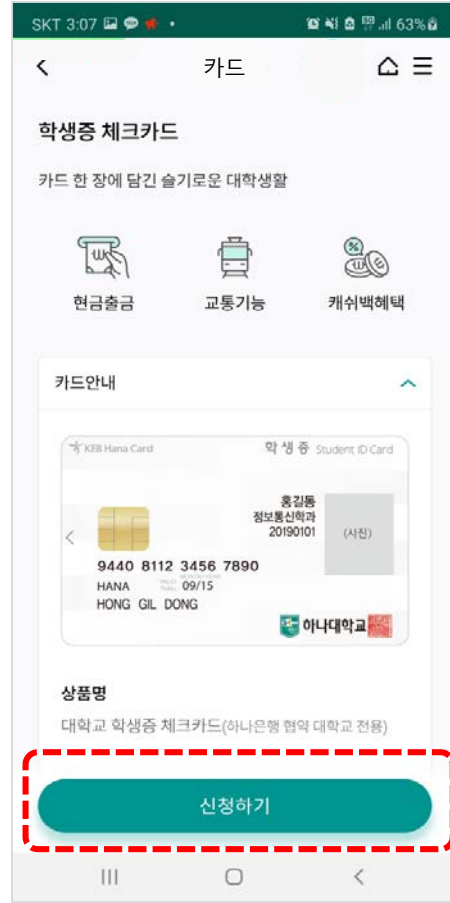 SKT 3:07
63%
카드
학생증 체크카드
카드 한 장에 담긴 슬기로운 대학생활
현금출금 교통기능 캐쉬백혜택
카드안내
KEB Hana Card 학생증 Student ID Card
홍길동
정보통신학과
20190101
(사진)
9440 8112 3456 7890
HANA 09/15
HONG GIL DONG
하나대학교
상품명
대학교 학생증 체크카드(하나은행 협약 대학교 전용)
신청하기